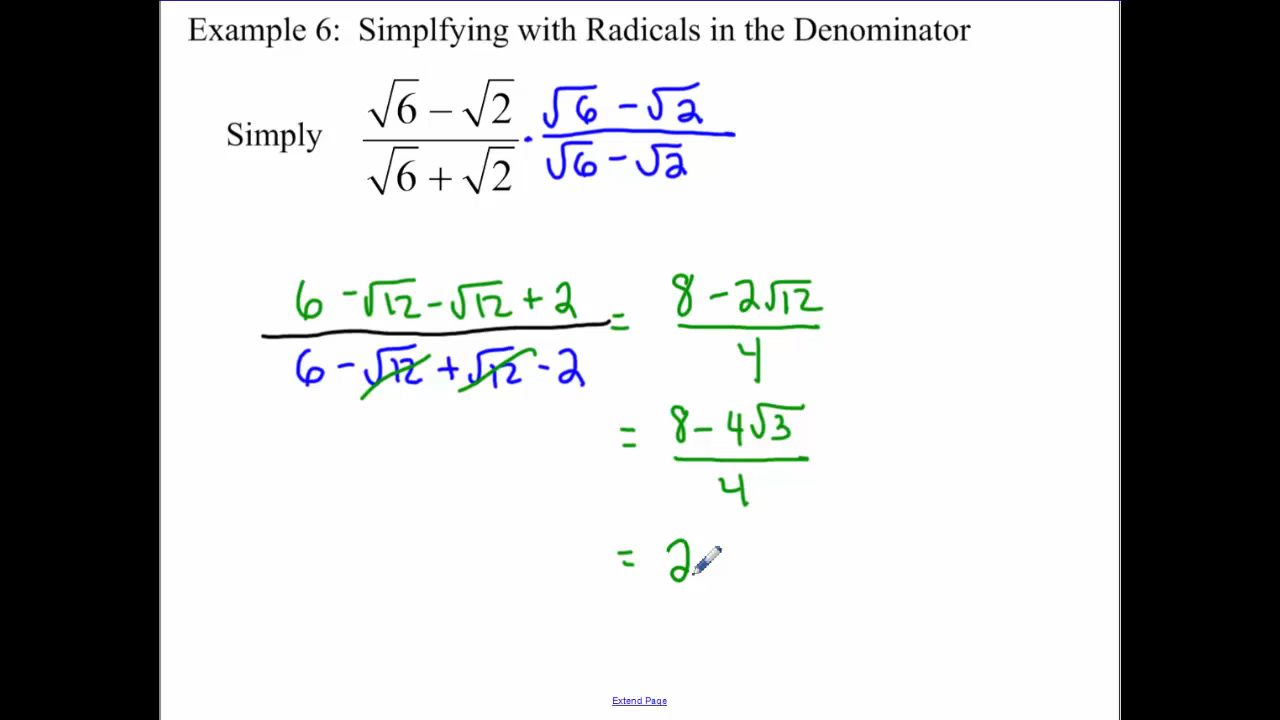 Example 6: Simplfying with Radicals in the Denominator
Simply (√6 − √2)/(√6 + √2) · (√6 − √2)/(√6 − √2)
(6 − √12 − √12 + 2)/(6 − √12 + √12 − 2) = (8 − 2√12)/4
= (8 − 4√3)/4
= 2
Extend Page